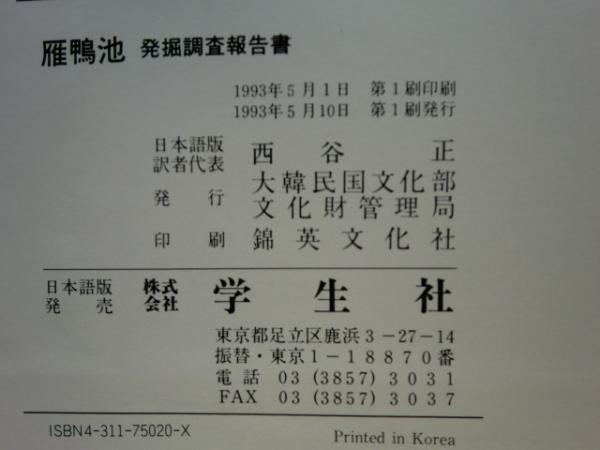 雁鴨池 発掘調査報告書
1993年5月1日 第1刷印刷
1993年5月10日 第1刷発行
日本語版
訳者代表 西谷正
発行 大韓民国文化部
文化財管理局
印刷 錦英文化社
日本語版
発売 株式
会社 学生社
東京都足立区鹿浜3-27-14
振替・東京1-18870番
電話 03 (3857) 3031
FAX 03 (3857) 3037
ISBN4-311-75020-X
Printed in Korea